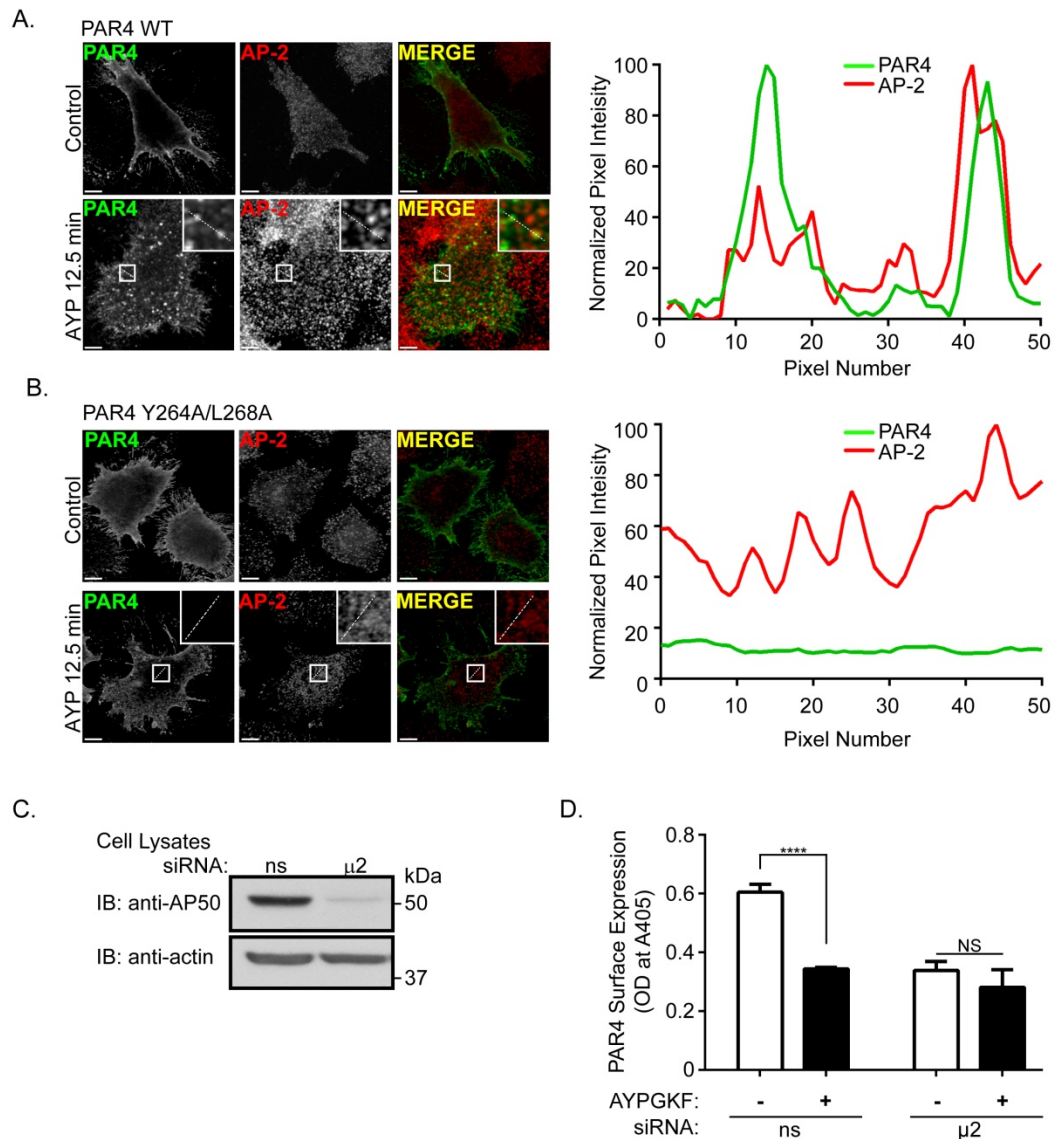 A.
PAR4 WT
Control
PAR4
AP-2
MERGE
AYP 12.5 min
PAR4
AP-2
MERGE
Normalized Pixel Inteisity
100
80
60
40
20
0
0 10 20 30 40 50
Pixel Number
PAR4
AP-2
B.
PAR4 Y264A/L268A
Control
PAR4
AP-2
MERGE
AYP 12.5 min
PAR4
AP-2
MERGE
Normalized Pixel Inteisity
100
80
60
40
20
0
0 10 20 30 40 50
Pixel Number
PAR4
AP-2
C.
Cell Lysates
siRNA: ns μ2
kDa
IB: anti-AP50
50
IB: anti-actin
37
D.
PAR4 Surface Expression
(OD at A405)
0.8
0.6
0.4
0.2
0
****
NS
AYPGKF: - + - +
siRNA: ns μ2